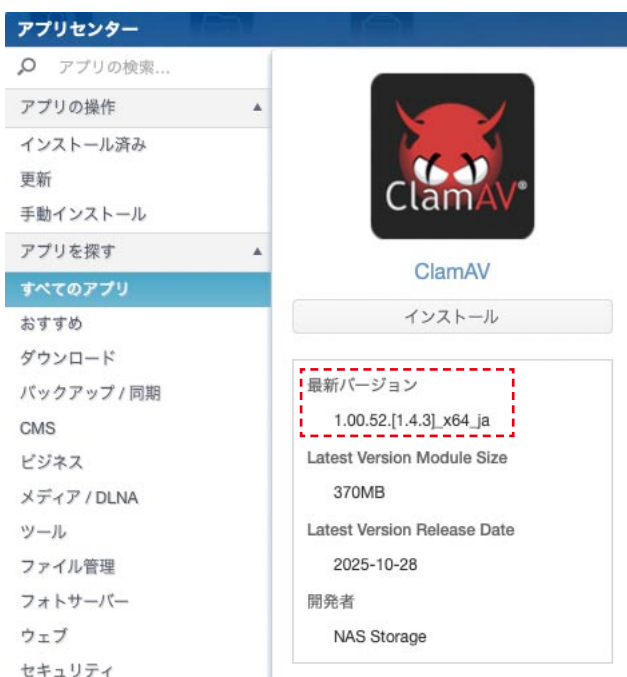 アプリセンター
アプリの検索...
アプリの操作
インストール済み
更新
手動インストール
アプリを探す
すべてのアプリ
おすすめ
ダウンロード
バックアップ / 同期
CMS
ビジネス
メディア / DLNA
ツール
ファイル管理
フォトサーバー
ウェブ
セキュリティ
ClamAV®
ClamAV
インストール
最新バージョン
1.00.52.[1.4.3]_x64_ja
Latest Version Module Size
370MB
Latest Version Release Date
2025-10-28
開発者
NAS Storage